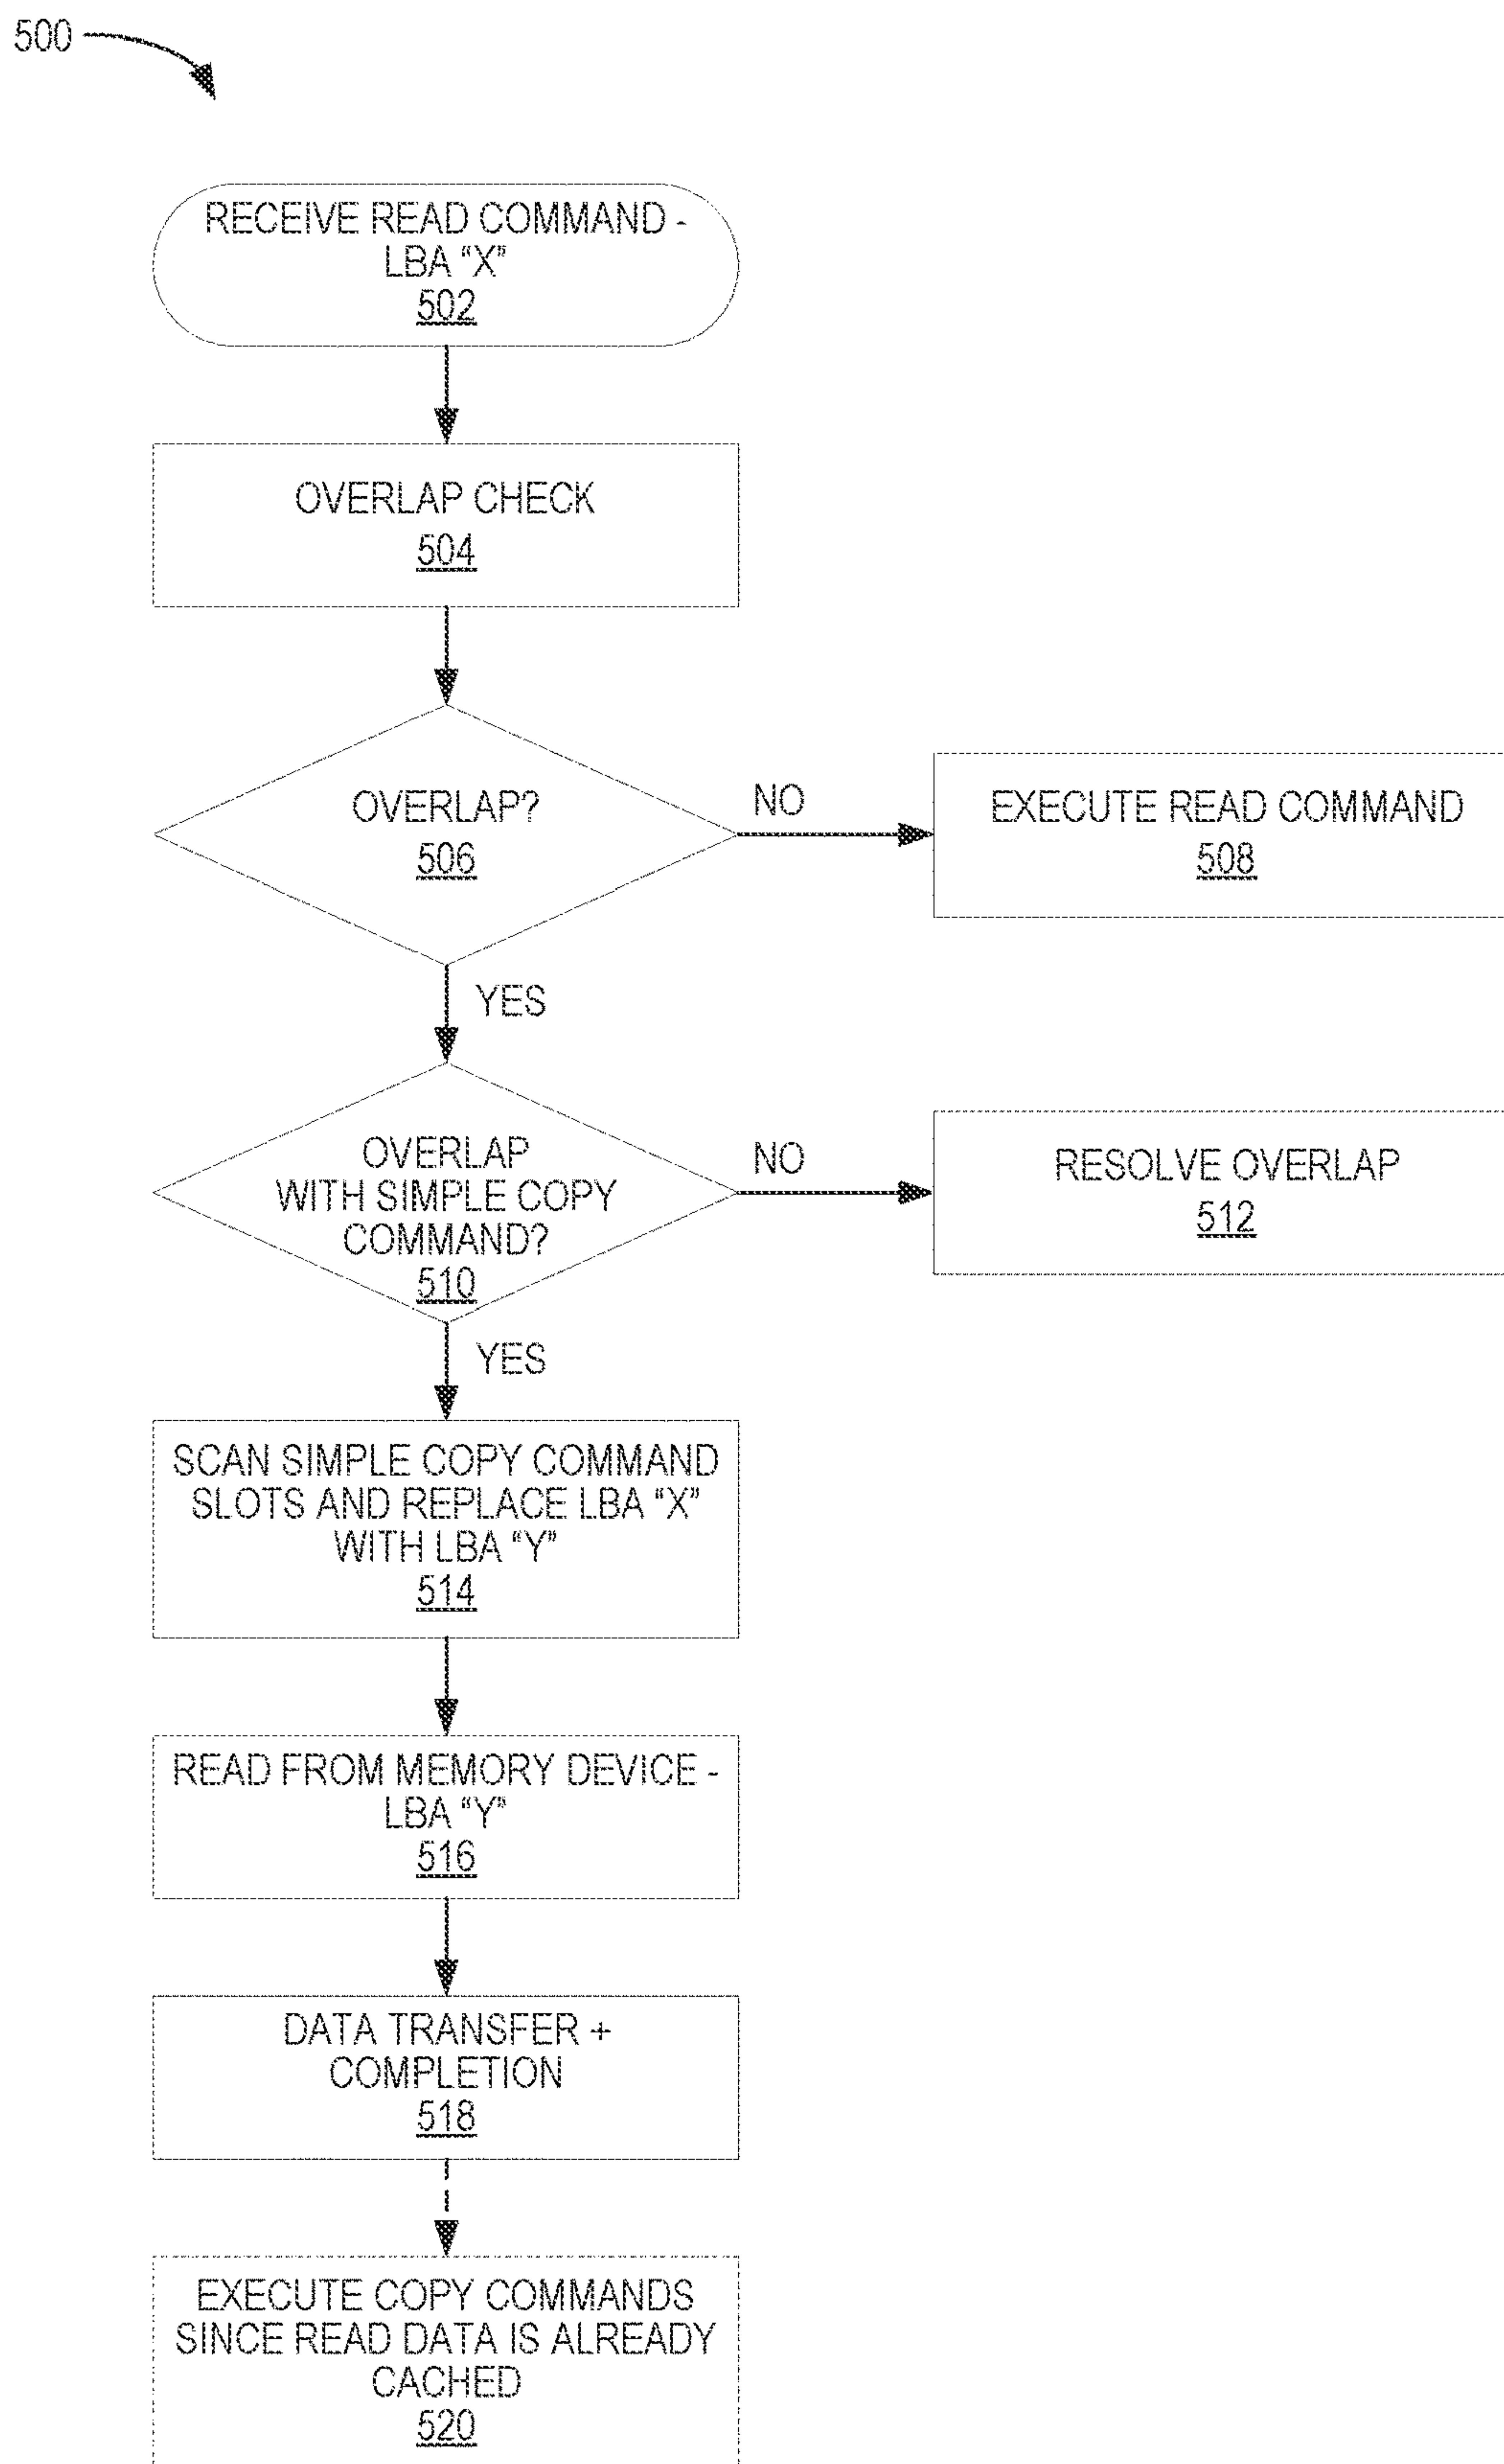 500
RECEIVE READ COMMAND -
LBA “X”
502
OVERLAP CHECK
504
OVERLAP?
506
NO
EXECUTE READ COMMAND
508
YES
OVERLAP
WITH SIMPLE COPY
COMMAND?
510
NO
RESOLVE OVERLAP
512
YES
SCAN SIMPLE COPY COMMAND
SLOTS AND REPLACE LBA “X”
WITH LBA “Y”
514
READ FROM MEMORY DEVICE -
LBA “Y”
516
DATA TRANSFER +
COMPLETION
518
EXECUTE COPY COMMANDS
SINCE READ DATA IS ALREADY
CACHED
520